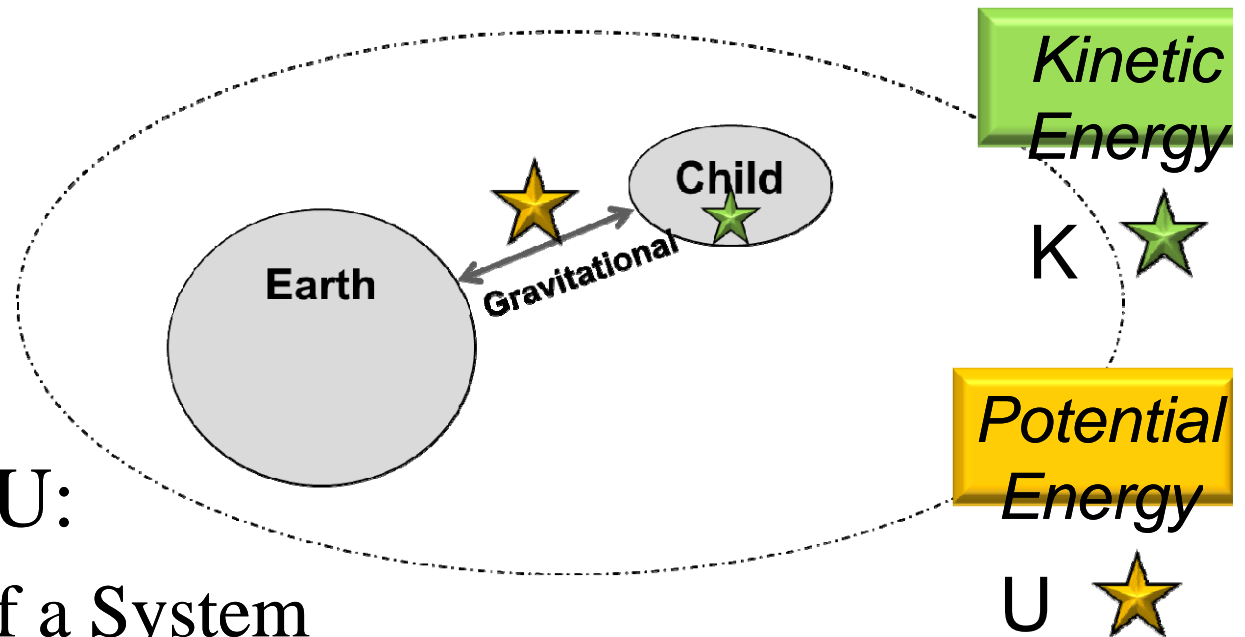 Kinetic
Energy
Child
K
Gravitational
Earth
Potential
Energy
U:
U
f a System